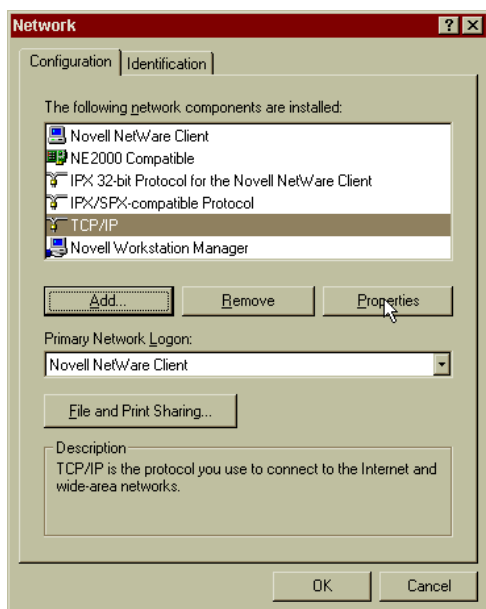 Network
Configuration Identification
The following network components are installed:
Novell NetWare Client
NE2000 Compatible
IPX 32-bit Protocol for the Novell NetWare Client
IPX/SPX-compatible Protocol
TCP/IP
Novell Workstation Manager
Add... Remove Properties
Primary Network Logon:
Novell NetWare Client
File and Print Sharing...
Description
TCP/IP is the protocol you use to connect to the Internet and
wide-area networks.
OK Cancel